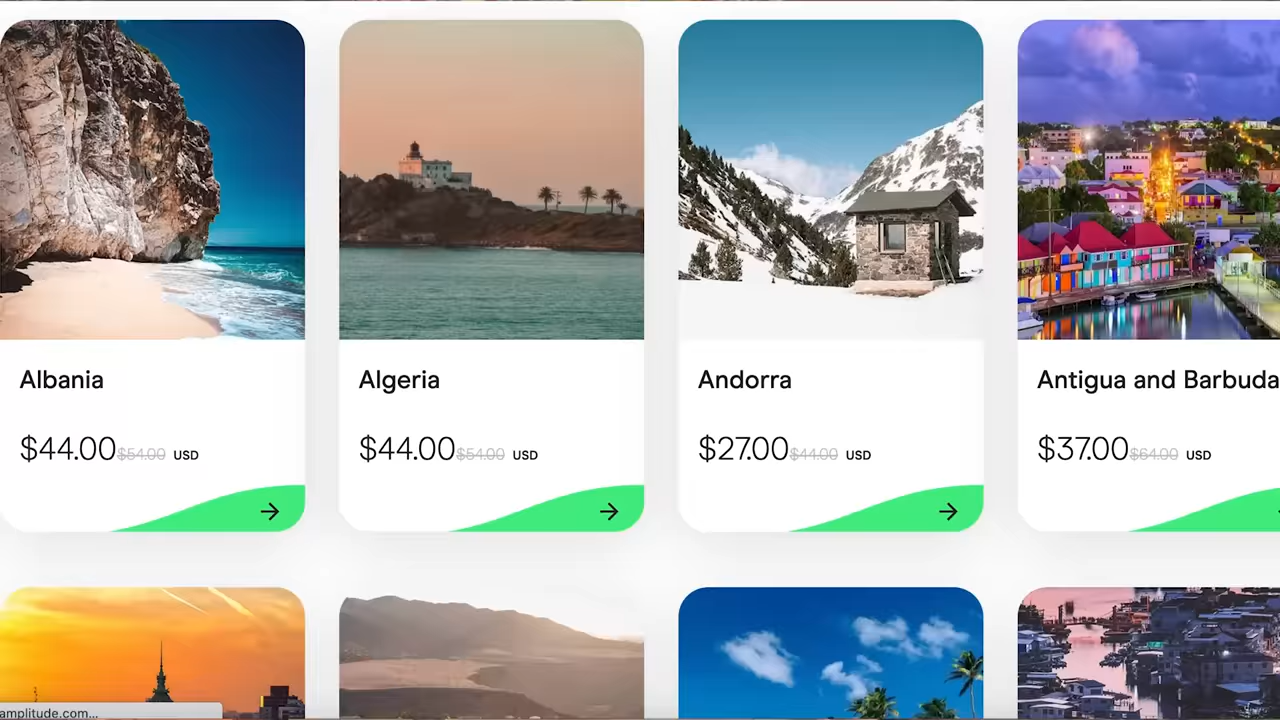 Albania
$44.00 $54.00 USD
Algeria
$44.00 $54.00 USD
Andorra
$27.00 $44.00 USD
Antigua and Barbuda
$37.00 $64.00 USD
amplitude.com...